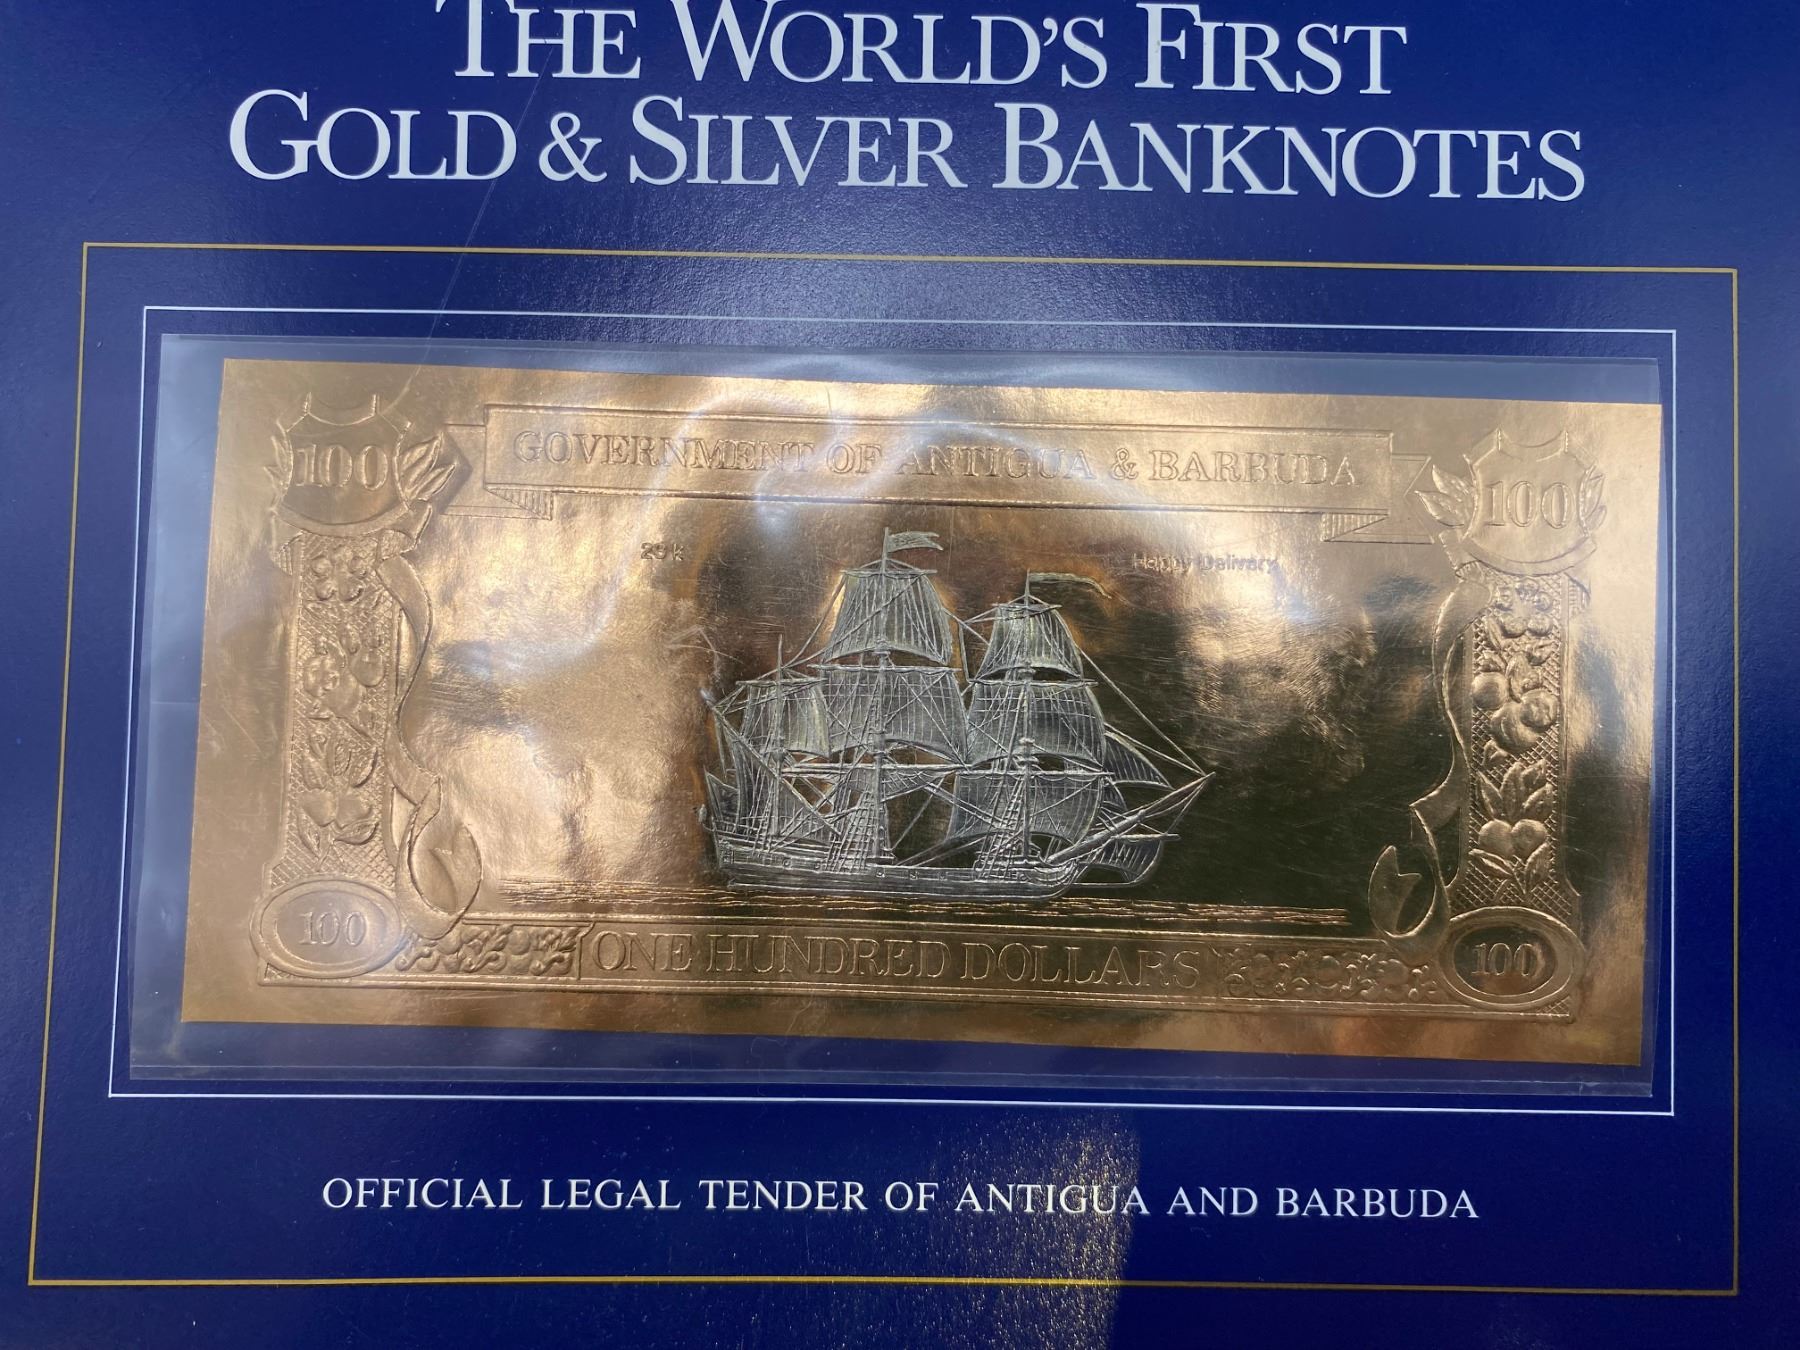 THE WORLD'S FIRST
GOLD & SILVER BANKNOTES
100
GOVERNMENT OF ANTIGUA & BARBUDA
100
23k
Happy Delivery
100
ONE HUNDRED DOLLARS
100
OFFICIAL LEGAL TENDER OF ANTIGUA AND BARBUDA